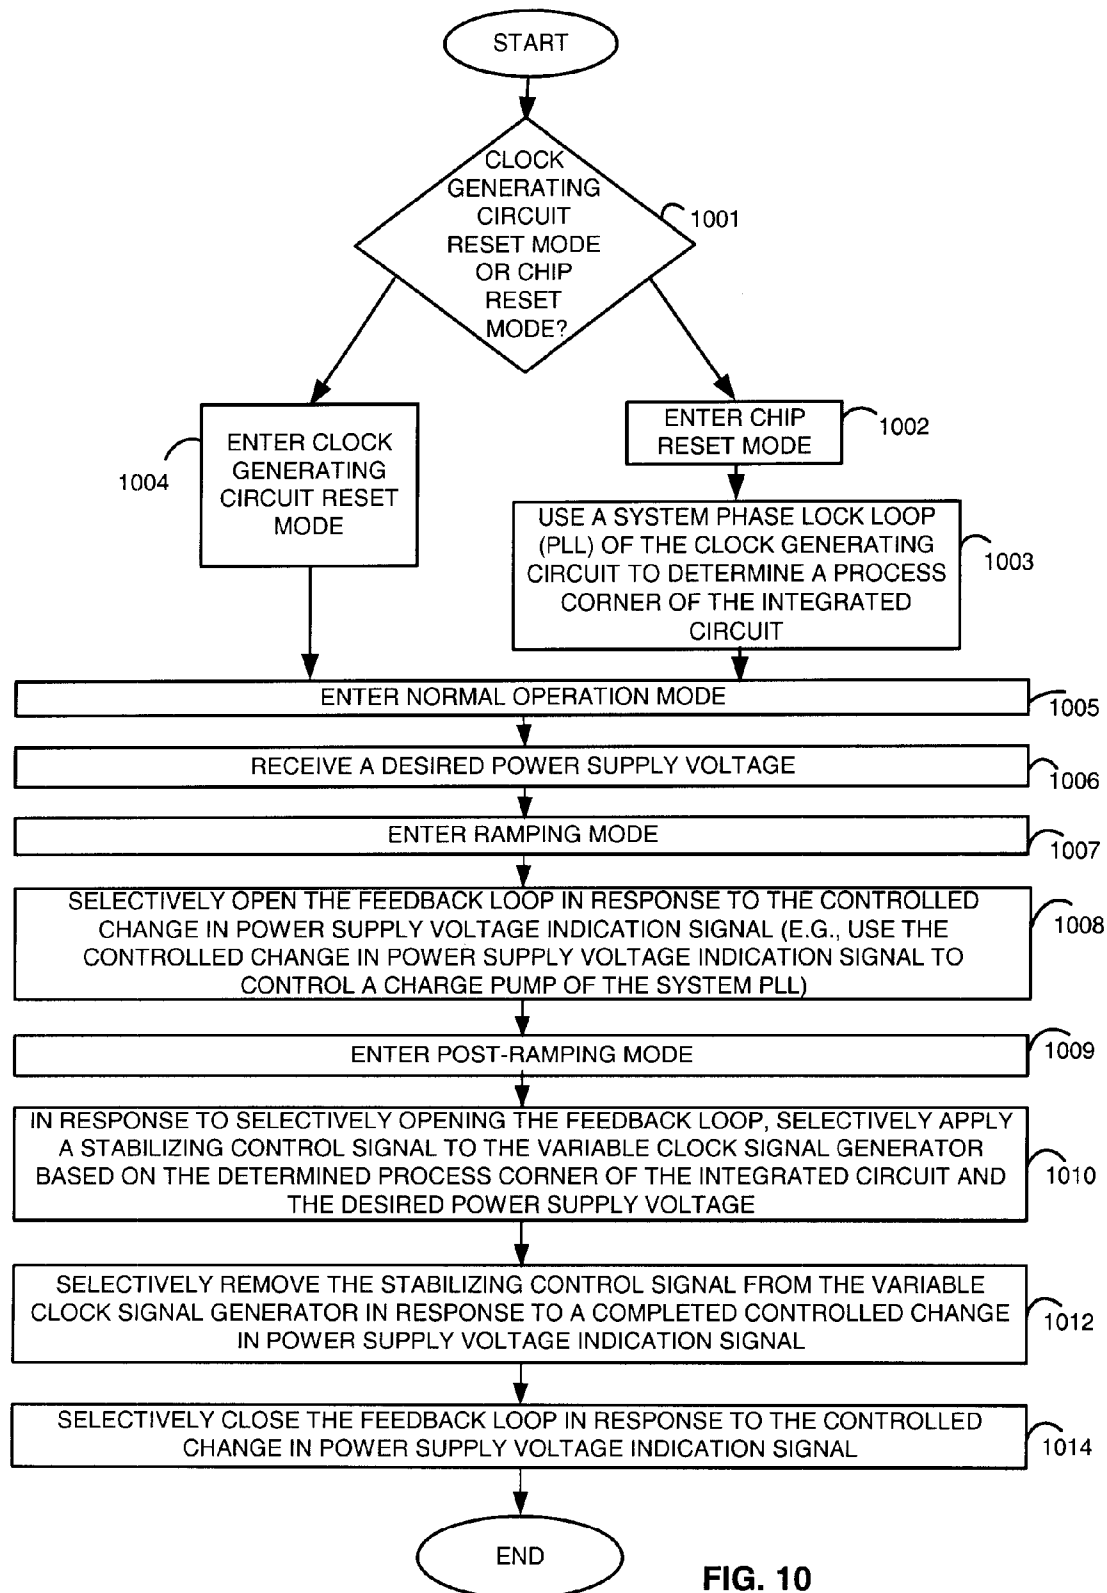 START
CLOCK
GENERATING
CIRCUIT
RESET MODE
OR CHIP
RESET
MODE?
1001
ENTER CLOCK
GENERATING
CIRCUIT RESET
MODE
1004
ENTER CHIP
RESET MODE
1002
USE A SYSTEM PHASE LOCK LOOP
(PLL) OF THE CLOCK GENERATING
CIRCUIT TO DETERMINE A PROCESS
CORNER OF THE INTEGRATED
CIRCUIT
1003
ENTER NORMAL OPERATION MODE
1005
RECEIVE A DESIRED POWER SUPPLY VOLTAGE
1006
ENTER RAMPING MODE
1007
SELECTIVELY OPEN THE FEEDBACK LOOP IN RESPONSE TO THE CONTROLLED
CHANGE IN POWER SUPPLY VOLTAGE INDICATION SIGNAL (E.G., USE THE
CONTROLLED CHANGE IN POWER SUPPLY VOLTAGE INDICATION SIGNAL TO
CONTROL A CHARGE PUMP OF THE SYSTEM PLL)
1008
ENTER POST-RAMPING MODE
1009
IN RESPONSE TO SELECTIVELY OPENING THE FEEDBACK LOOP, SELECTIVELY APPLY
A STABILIZING CONTROL SIGNAL TO THE VARIABLE CLOCK SIGNAL GENERATOR
BASED ON THE DETERMINED PROCESS CORNER OF THE INTEGRATED CIRCUIT AND
THE DESIRED POWER SUPPLY VOLTAGE
1010
SELECTIVELY REMOVE THE STABILIZING CONTROL SIGNAL FROM THE VARIABLE
CLOCK SIGNAL GENERATOR IN RESPONSE TO A COMPLETED CONTROLLED CHANGE
IN POWER SUPPLY VOLTAGE INDICATION SIGNAL
1012
SELECTIVELY CLOSE THE FEEDBACK LOOP IN RESPONSE TO THE CONTROLLED
CHANGE IN POWER SUPPLY VOLTAGE INDICATION SIGNAL
1014
END
FIG. 10